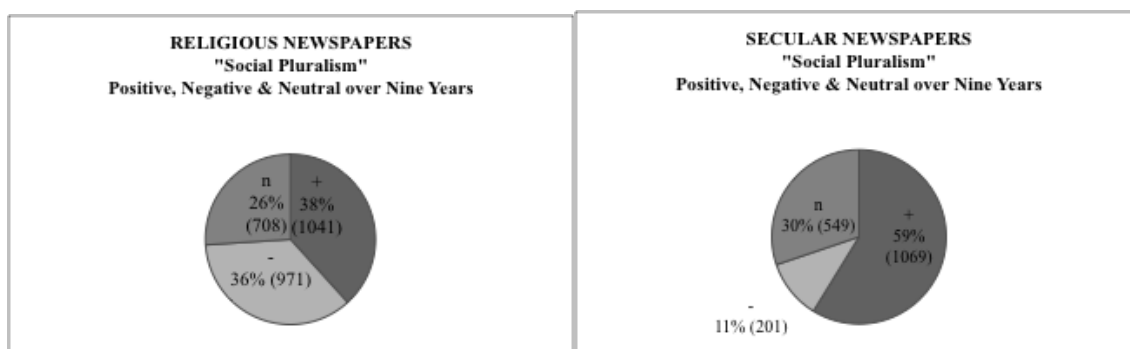 RELIGIOUS NEWSPAPERS
"Social Pluralism"
Positive, Negative & Neutral over Nine Years
n
26%
(708)
+
38%
(1041)
-
36% (971)
SECULAR NEWSPAPERS
"Social Pluralism"
Positive, Negative & Neutral over Nine Years
n
30% (549)
+
59%
(1069)
-
11% (201)